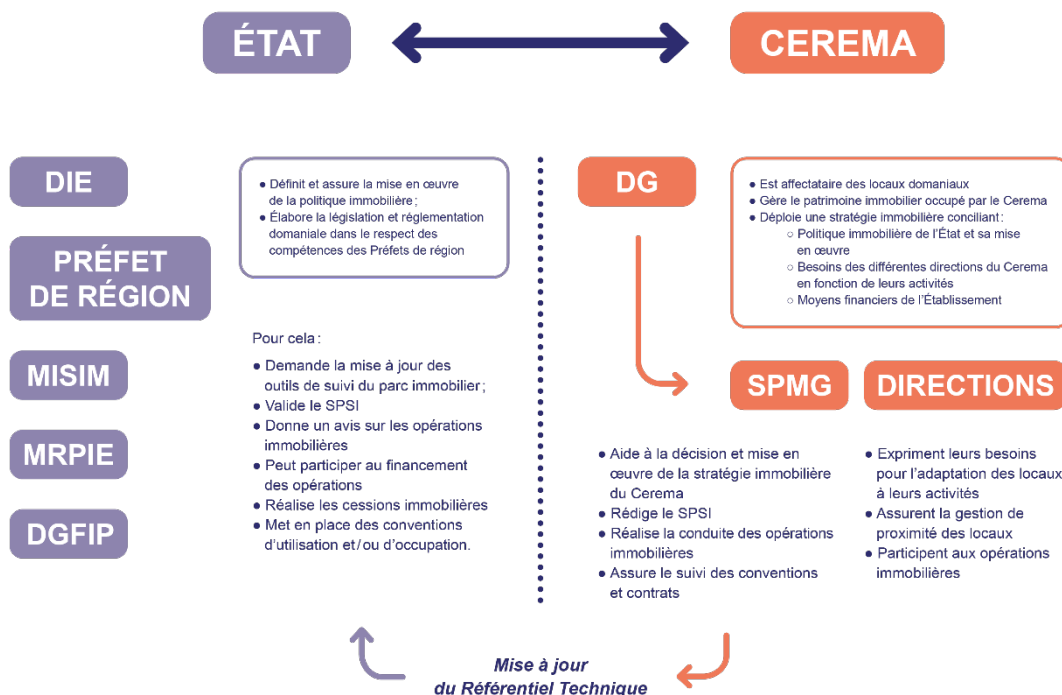 ÉTAT
CEREMA
DIE
PRÉFET
DE RÉGION
MISIM
MRPIE
DGFIP
● Définit et assure la mise en œuvre
de la politique immobilière ;
● Élabore la législation et réglementation
domaniale dans le respect des
compétences des Préfets de région
Pour cela :
● Demande la mise à jour des
outils de suivi du parc immobilier ;
● Valide le SPSI
● Donne un avis sur les opérations
immobilières
● Peut participer au financement
des opérations
● Réalise les cessions immobilières
● Met en place des conventions
d'utilisation et/ou d'occupation.
DG
● Est affectataire des locaux domaniaux
● Gère le patrimoine immobilier occupé par le Cerema
● Déploie une stratégie immobilière conciliant :
○ Politique immobilière de l'État et sa mise
en œuvre
○ Besoins des différentes directions du Cerema
en fonction de leurs activités
○ Moyens financiers de l'Établissement
SPMG
● Aide à la décision et mise en
œuvre de la stratégie immobilière
du Cerema
● Rédige le SPSI
● Réalise la conduite des opérations
immobilières
● Assure le suivi des conventions
et contrats
DIRECTIONS
● Expriment leurs besoins
pour l'adaptation des locaux
à leurs activités
● Assurent la gestion de
proximité des locaux
● Participent aux opérations
immobilières
Mise à jour
du Référentiel Technique